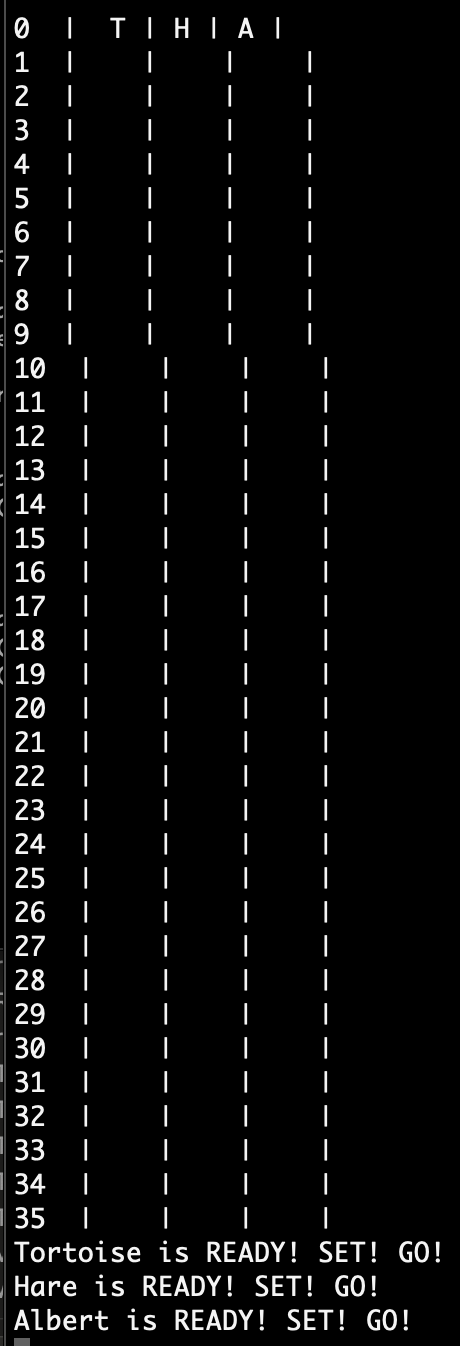 0  |  T | H | A |
1  |    |    |    |
2  |    |    |    |
3  |    |    |    |
4  |    |    |    |
5  |    |    |    |
6  |    |    |    |
7  |    |    |    |
8  |    |    |    |
9  |    |    |    |
10  |    |    |    |
11  |    |    |    |
12  |    |    |    |
13  |    |    |    |
14  |    |    |    |
15  |    |    |    |
16  |    |    |    |
17  |    |    |    |
18  |    |    |    |
19  |    |    |    |
20  |    |    |    |
21  |    |    |    |
22  |    |    |    |
23  |    |    |    |
24  |    |    |    |
25  |    |    |    |
26  |    |    |    |
27  |    |    |    |
28  |    |    |    |
29  |    |    |    |
30  |    |    |    |
31  |    |    |    |
32  |    |    |    |
33  |    |    |    |
34  |    |    |    |
35  |    |    |    |
Tortoise is READY! SET! GO!
Hare is READY! SET! GO!
Albert is READY! SET! GO!